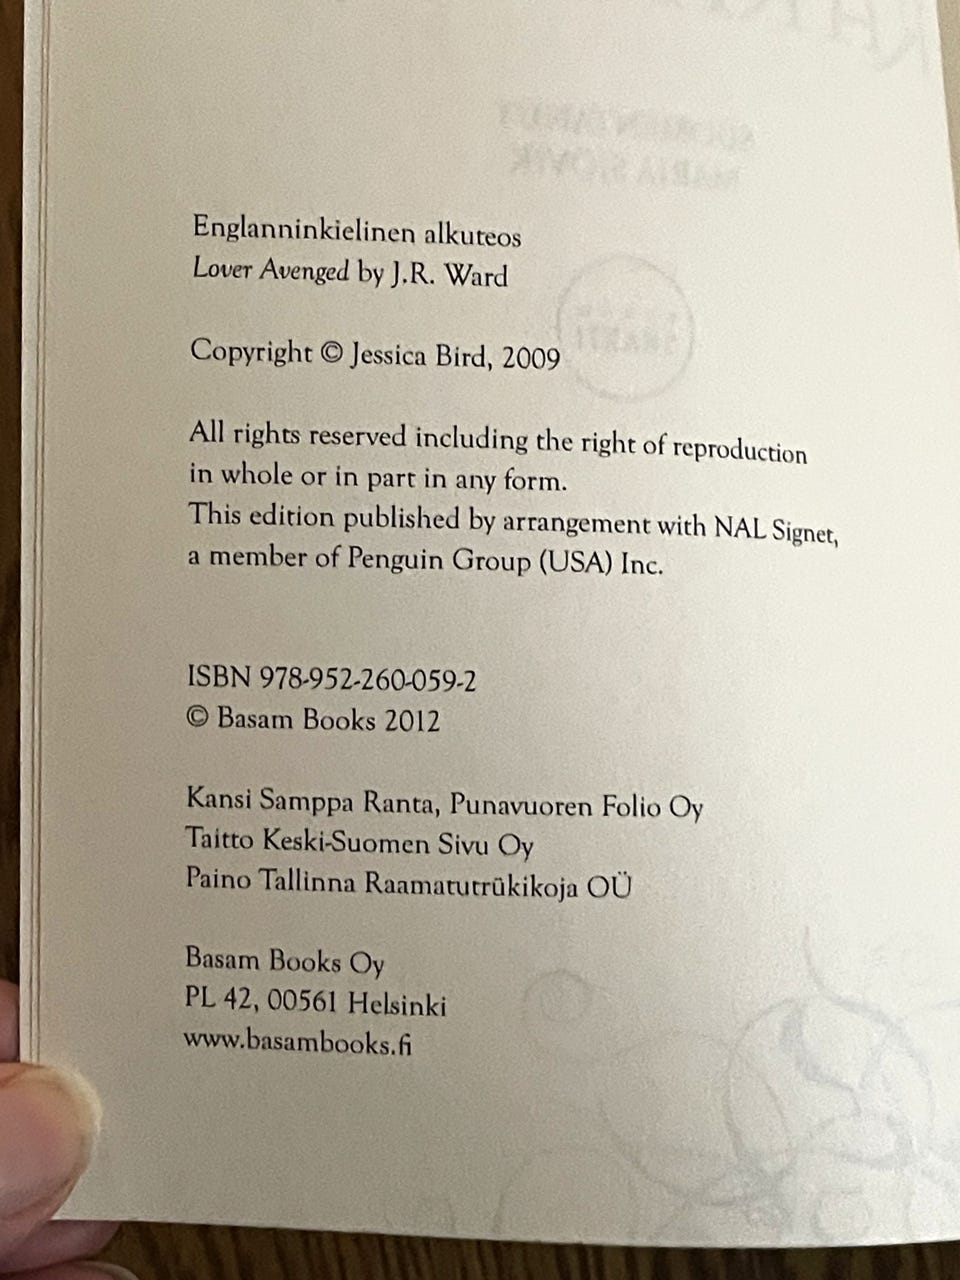 Englanninkielinen alkuteos
Lover Avenged by J.R. Ward
Copyright © Jessica Bird, 2009
All rights reserved including the right of reproduction
in whole or in part in any form.
This edition published by arrangement with NAL Signet,
a member of Penguin Group (USA) Inc.
ISBN 978-952-260-059-2
© Basam Books 2012
Kansi Samppa Ranta, Punavuoren Folio Oy
Taitto Keski-Suomen Sivu Oy
Paino Tallinna Raamatutrükikoja OÜ
Basam Books Oy
PL 42, 00561 Helsinki
www.basambooks.fi